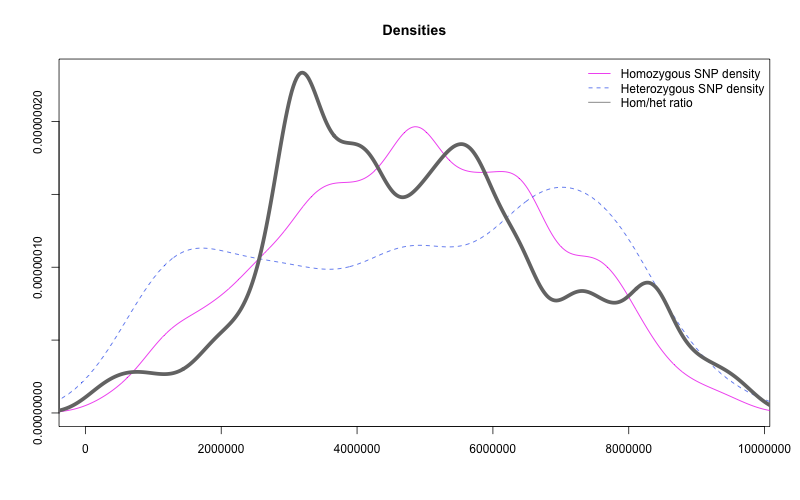 Densities
Homozygous SNP density
Heterozygous SNP density
Hom/het ratio
0.00000020
0.00000010
0.00000000
0 2000000 4000000 6000000 8000000 10000000